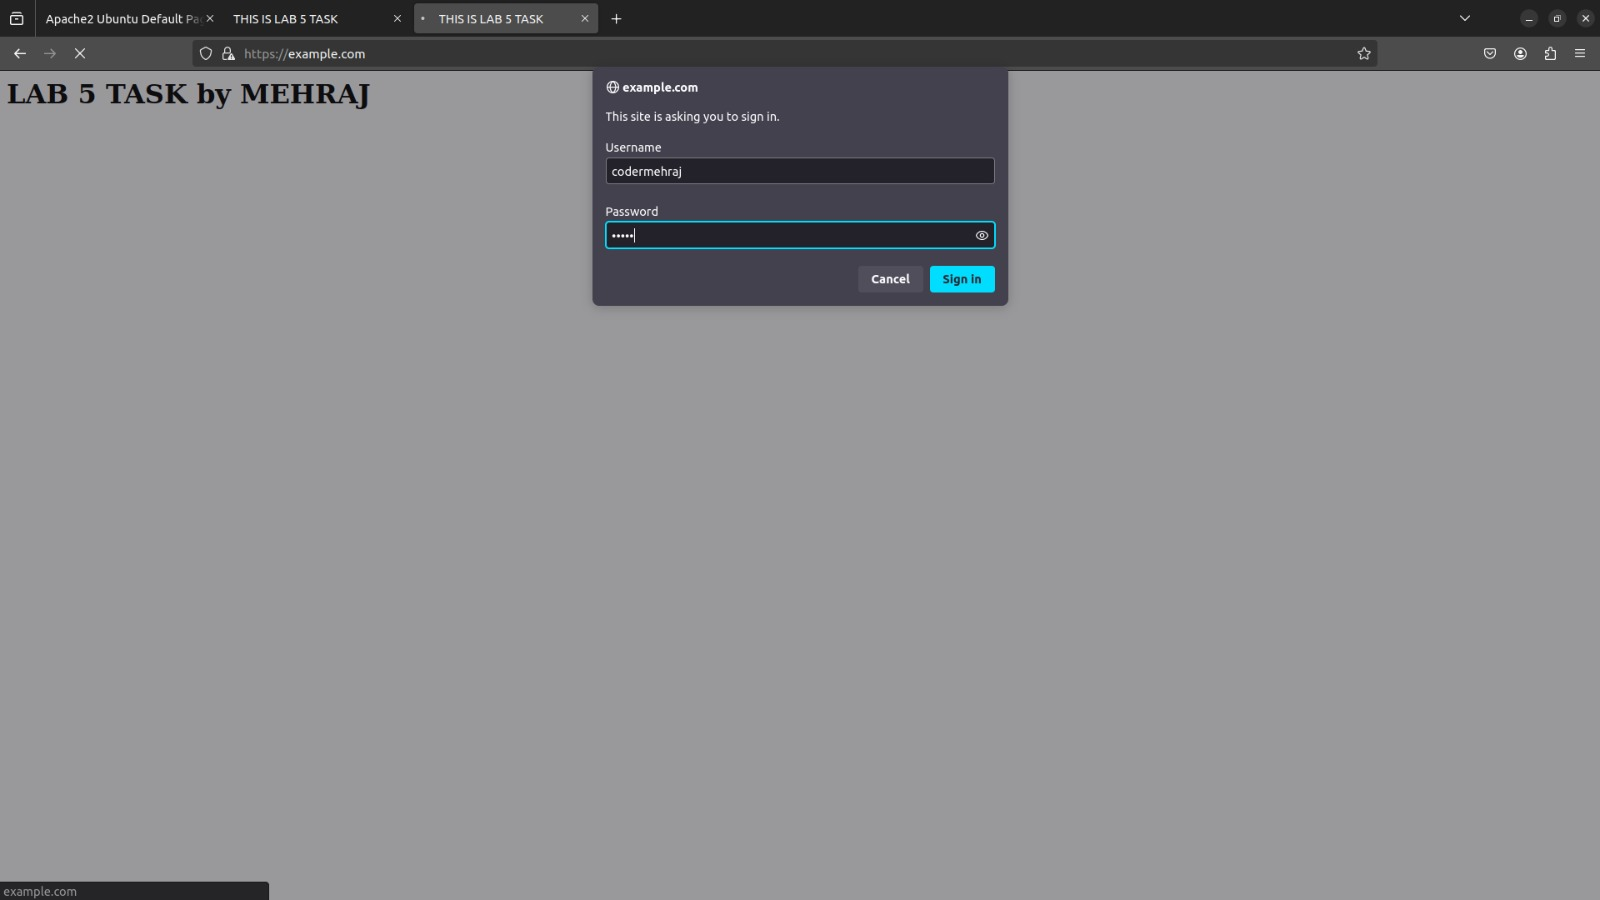 Apache2 Ubuntu Default Pa
THIS IS LAB 5 TASK
THIS IS LAB 5 TASK
https://example.com
LAB 5 TASK by MEHRAJ
example.com
This site is asking you to sign in.
Username
codermehraj
Password
•••••
Cancel
Sign in
example.com